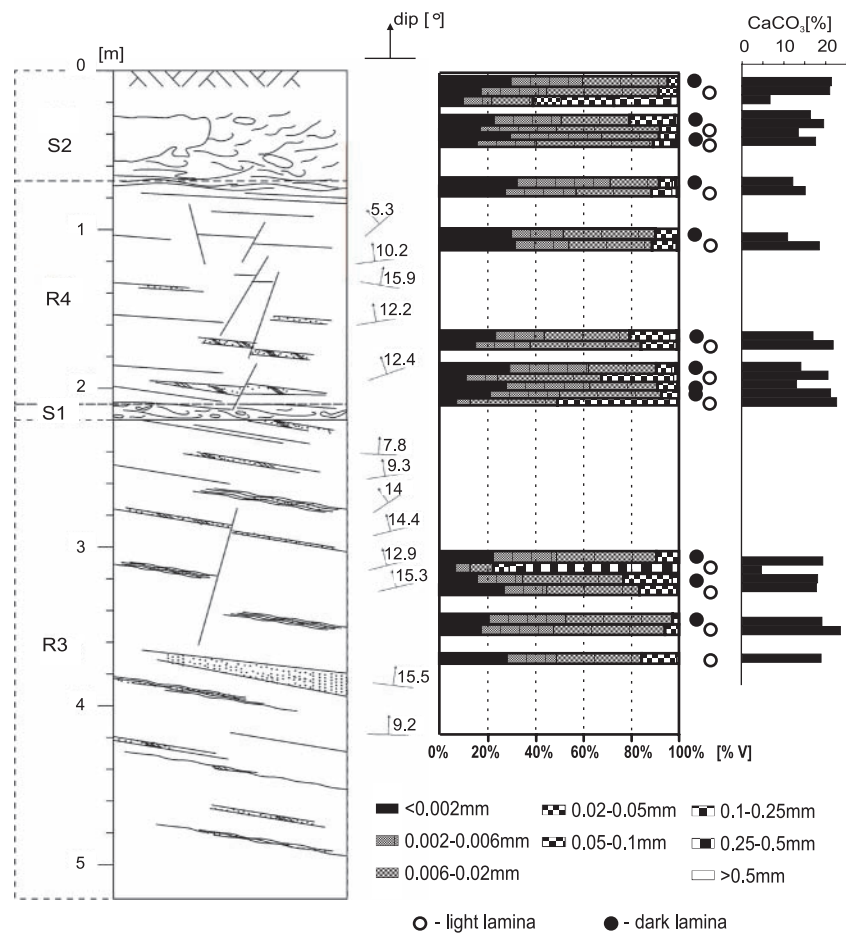 dip [º]
CaCO₃[%]
[m]
0 10 20
0
S2
1
R4
2
S1
3
R3
4
5
5.3
10.2
15.9
12.2
12.4
7.8
9.3
14
14.4
12.9
15.3
15.5
9.2
0% 20% 40% 60% 80% 100% [% V]
<0.002mm 0.02-0.05mm 0.1-0.25mm
0.002-0.006mm 0.05-0.1mm 0.25-0.5mm
0.006-0.02mm >0.5mm
- light lamina - dark lamina